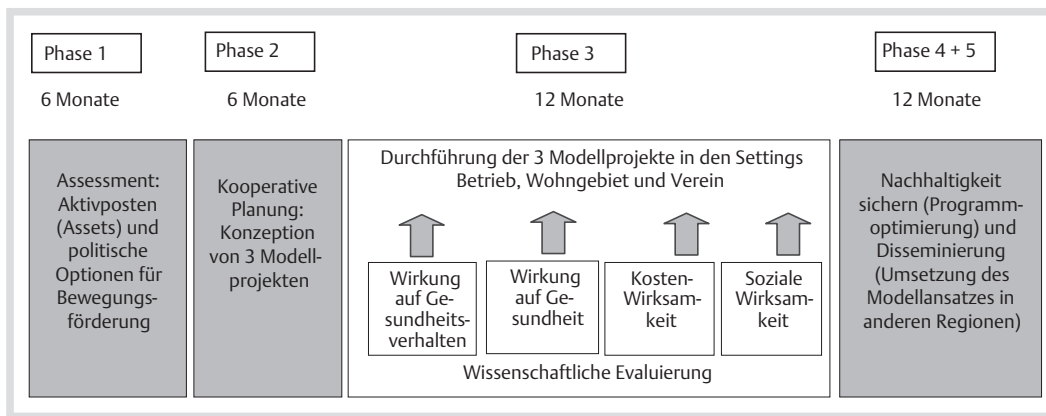 Phase 1
6 Monate
Assessment:
Aktivposten
(Assets) und
politische
Optionen für
Bewegungs-
förderung
Phase 2
6 Monate
Kooperative
Planung:
Konzeption
von 3 Modell-
projekten
Phase 3
12 Monate
Durchführung der 3 Modellprojekte in den Settings
Betrieb, Wohngebiet und Verein
Wirkung
auf Ge-
sundheits-
verhalten
Wirkung
auf Ge-
sundheit
Kosten-
Wirksam-
keit
Soziale
Wirksam-
keit
Wissenschaftliche Evaluierung
Phase 4 + 5
12 Monate
Nachhaltigkeit
sichern (Programm-
optimierung) und
Disseminierung
(Umsetzung des
Modellansatzes in
anderen Regionen)